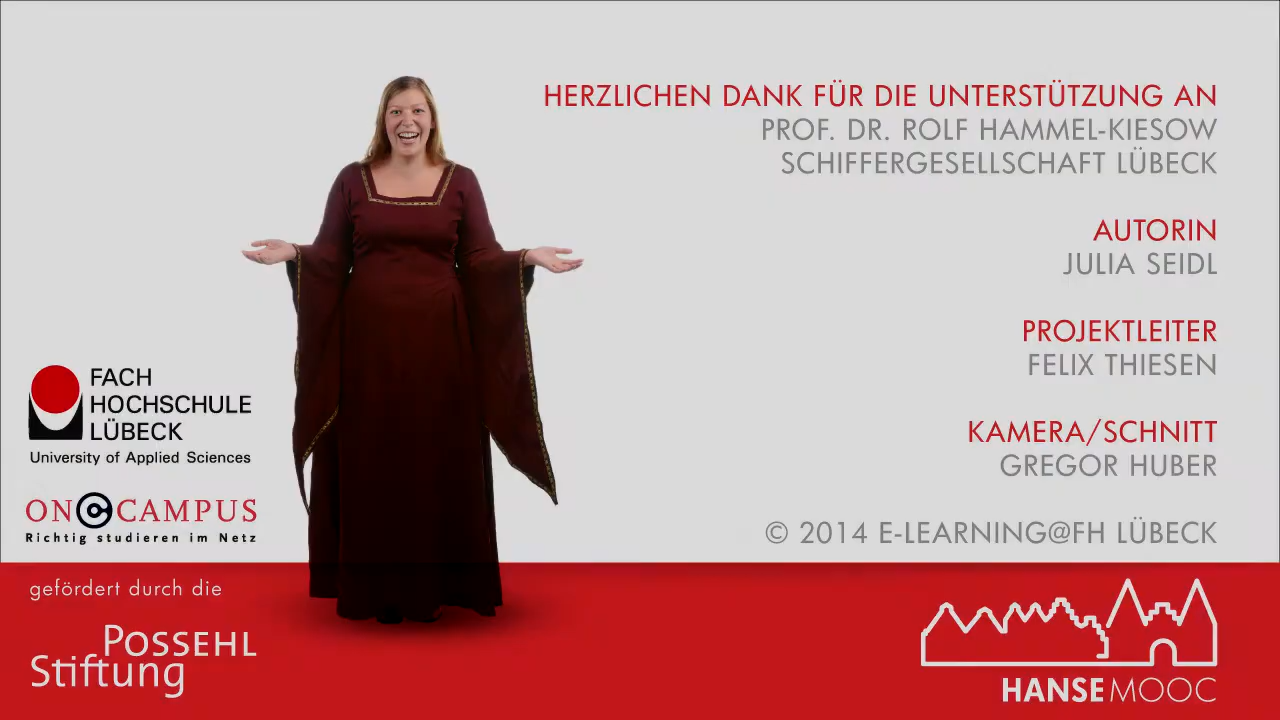 HERZLICHEN DANK FÜR DIE UNTERSTÜTZUNG AN
PROF. DR. ROLF HAMMEL-KIESOW
SCHIFFERGESELLSCHAFT LÜBECK
AUTORIN
JULIA SEIDL
PROJEKTLEITER
FELIX THIESEN
KAMERA/SCHNITT
GREGOR HUBER
© 2014 E-LEARNING@FH LÜBECK
FACH
HOCHSCHULE
LÜBECK
University of Applied Sciences
ONCAMPUS
Richtig studieren im Netz
gefördert durch die
POSSEHL
Stiftung
HANSEMOOC